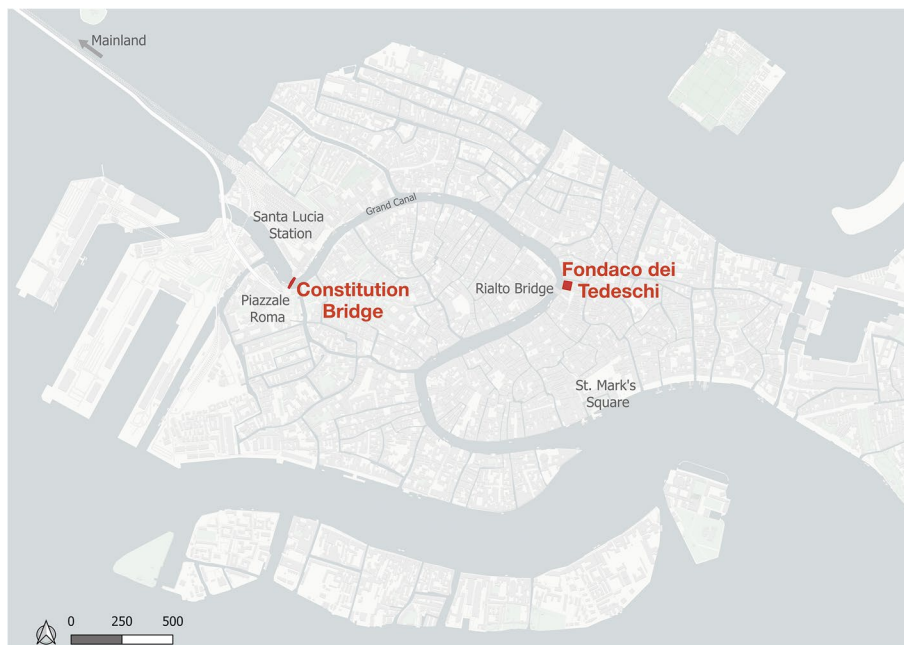 Mainland
Grand Canal
Santa Lucia
Station
Fondaco dei
Tedeschi
Rialto Bridge
Constitution
Bridge
Piazzale
Roma
St. Mark's
Square
0 250 500